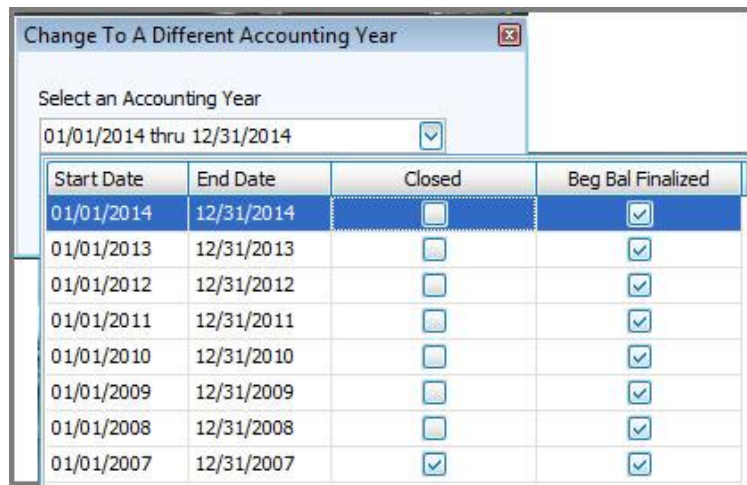 Change To A Different Accounting Year
Select an Accounting Year
01/01/2014 thru 12/31/2014
Start Date End Date Closed Beg Bal Finalized
01/01/2014 12/31/2014
01/01/2013 12/31/2013
01/01/2012 12/31/2012
01/01/2011 12/31/2011
01/01/2010 12/31/2010
01/01/2009 12/31/2009
01/01/2008 12/31/2008
01/01/2007 12/31/2007